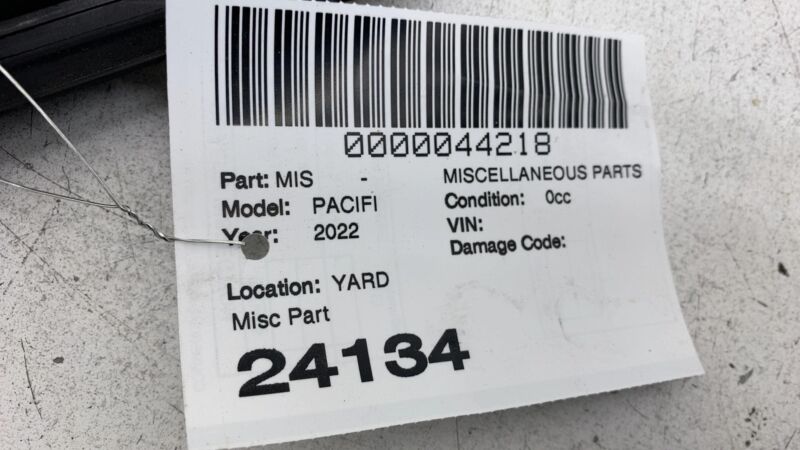 0000044218
Part: MIS - MISCELLANEOUS PARTS
Model: PACIFI Condition: 0cc
Year: 2022 VIN:
Damage Code:
Location: YARD
Misc Part
24134